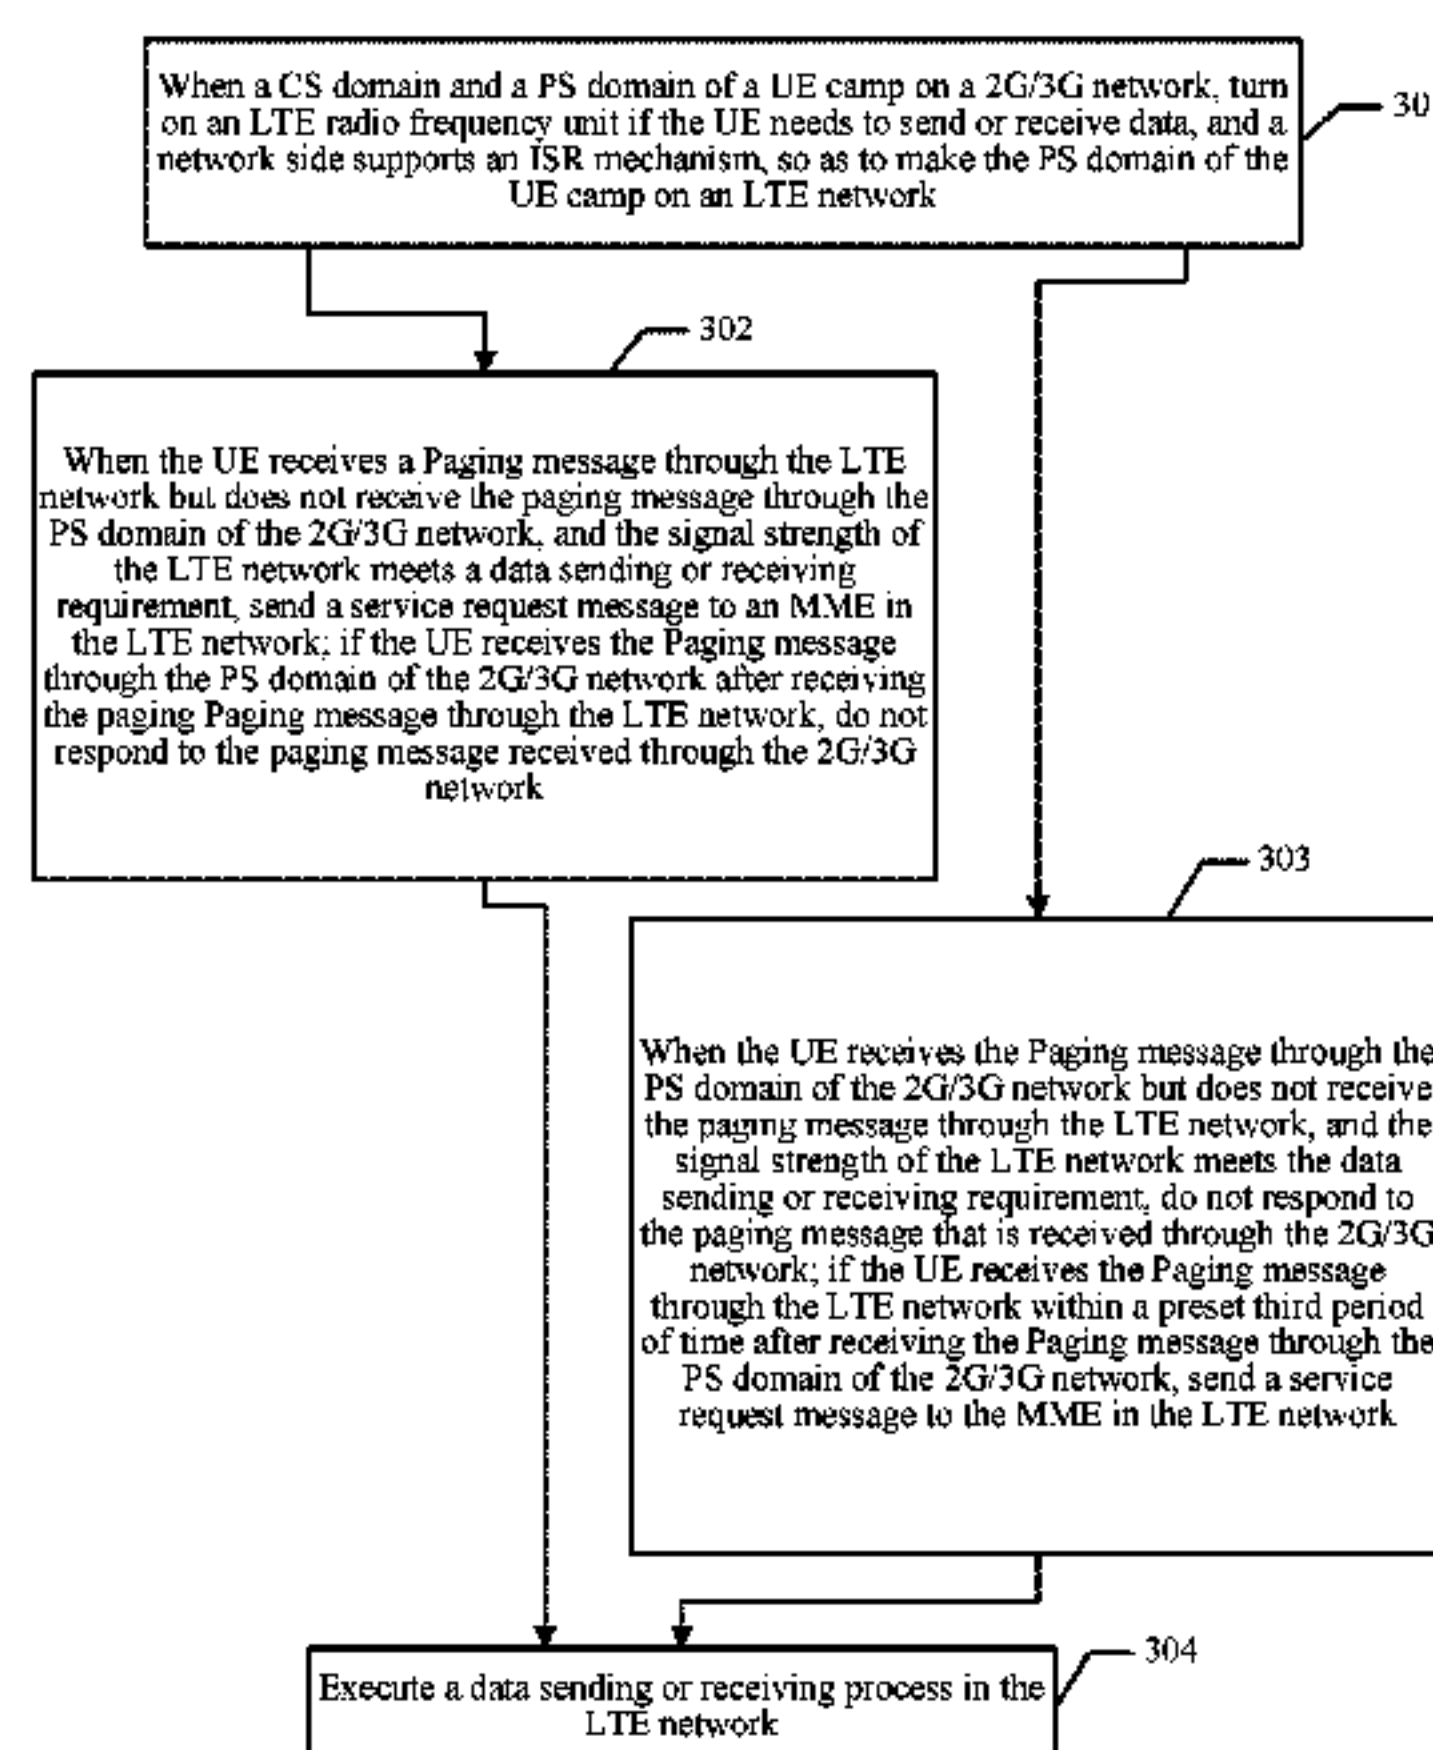 When a CS domain and a PS domain of a UE camp on a 2G/3G network, turn
on an LTE radio frequency unit if the UE needs to send or receive data, and a
network side supports an ISR mechanism, so as to make the PS domain of the
UE camp on an LTE network
30
302
When the UE receives a Paging message through the LTE
network but does not receive the paging message through the
PS domain of the 2G/3G network, and the signal strength of
the LTE network meets a data sending or receiving
requirement, send a service request message to an MME in
the LTE network; if the UE receives the Paging message
through the PS domain of the 2G/3G network after receiving
the paging Paging message through the LTE network, do not
respond to the paging message received through the 2G/3G
network
303
When the UE receives the Paging message through the
PS domain of the 2G/3G network but does not receive
the paging message through the LTE network, and the
signal strength of the LTE network meets the data
sending or receiving requirement, do not respond to
the paging message that is received through the 2G/3G
network; if the UE receives the Paging message
through the LTE network within a preset third period
of time after receiving the Paging message through the
PS domain of the 2G/3G network, send a service
request message to the MME in the LTE network
304
Execute a data sending or receiving process in the
LTE network